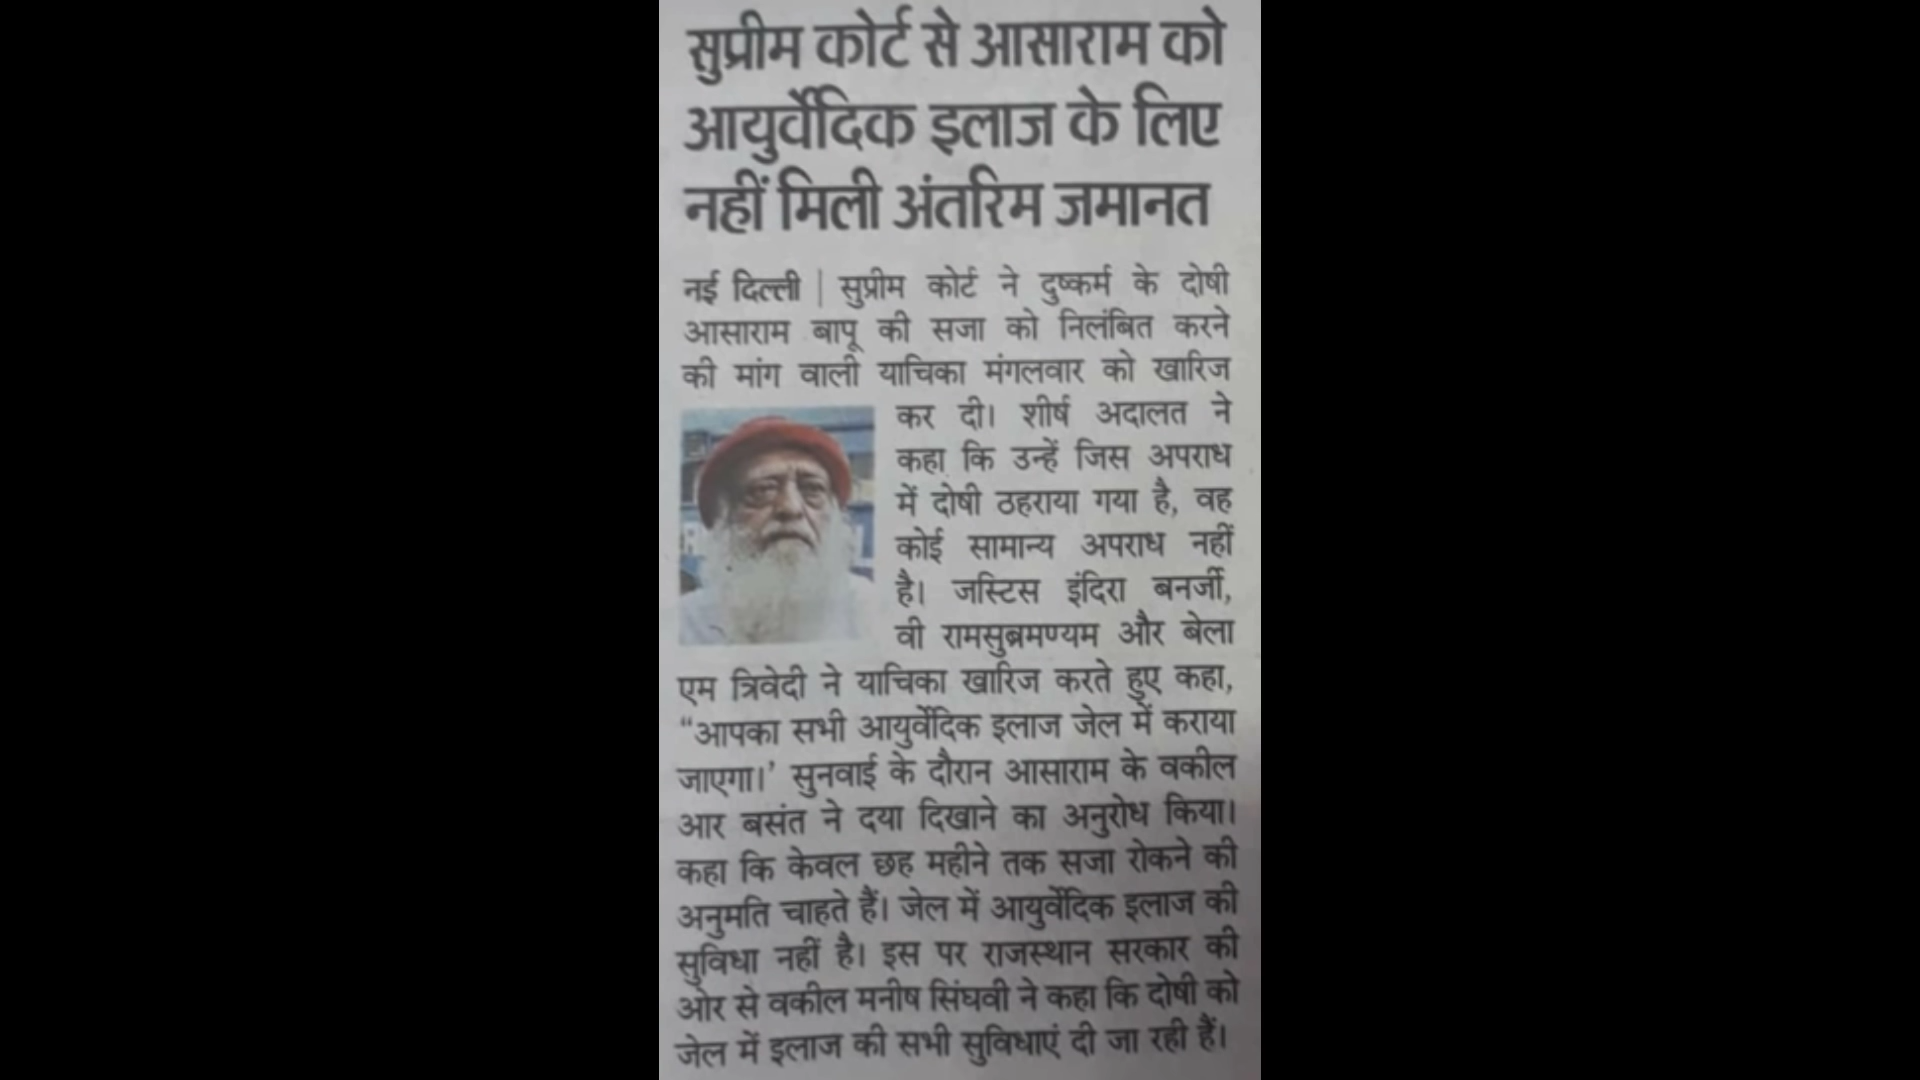 सुप्रीम कोर्ट से आसाराम को
आयुर्वेदिक इलाज के लिए
नहीं मिली अंतरिम जमानत
नई दिल्ली | सुप्रीम कोर्ट ने दुष्कर्म के दोषी
आसाराम बापू की सजा को निलंबित करने
की मांग वाली याचिका मंगलवार को खारिज
कर दी। शीर्ष अदालत ने
कहा कि उन्हें जिस अपराध
में दोषी ठहराया गया है, वह
कोई सामान्य अपराध नहीं
है। जस्टिस इंदिरा बनर्जी,
वी रामसुब्रमण्यम और बेला
एम त्रिवेदी ने याचिका खारिज करते हुए कहा,
“आपका सभी आयुर्वेदिक इलाज जेल में कराया
जाएगा।’ सुनवाई के दौरान आसाराम के वकील
आर बसंत ने दया दिखाने का अनुरोध किया।
कहा कि केवल छह महीने तक सजा रोकने की
अनुमति चाहते हैं। जेल में आयुर्वेदिक इलाज की
सुविधा नहीं है। इस पर राजस्थान सरकार की
ओर से वकील मनीष सिंघवी ने कहा कि दोषी को
जेल में इलाज की सभी सुविधाएं दी जा रही हैं।